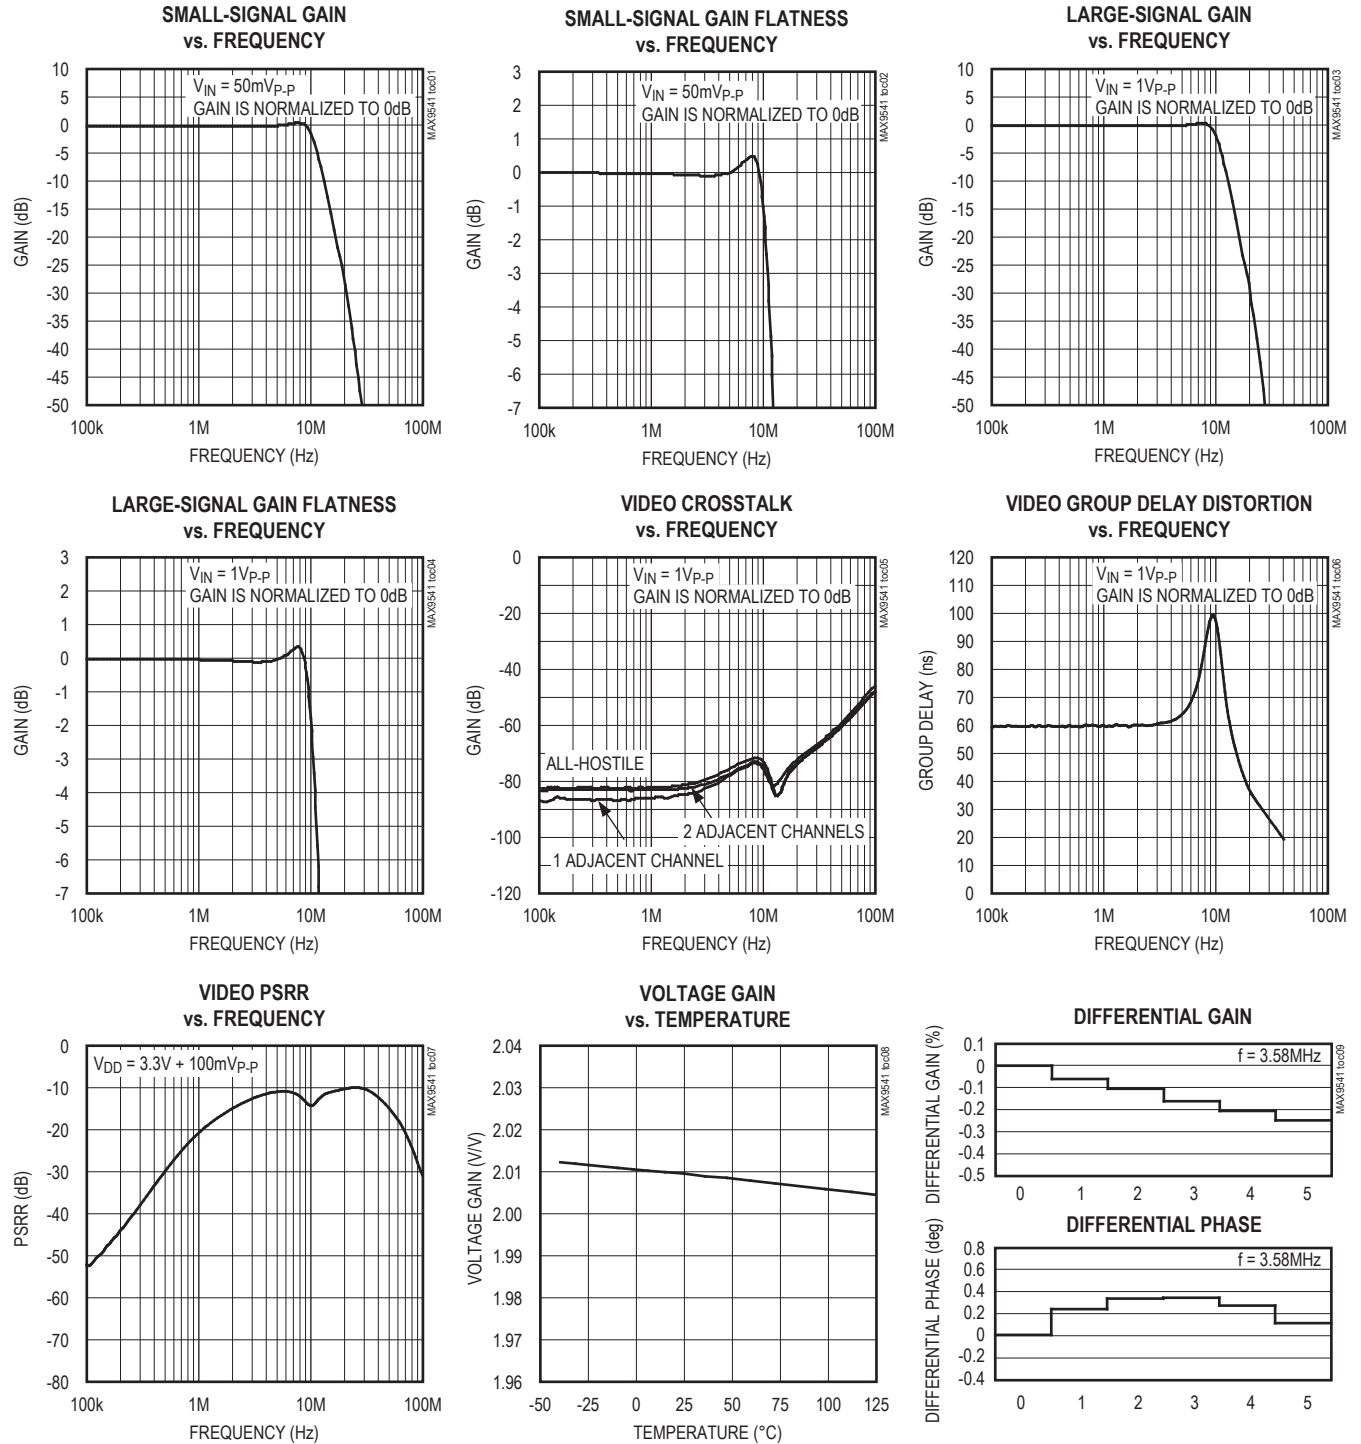 SMALL-SIGNAL GAIN
vs. FREQUENCY
VIN = 50mVP-P
GAIN IS NORMALIZED TO 0dB
MAX9541 toc01
GAIN (dB)
10
5
0
-5
-10
-15
-20
-25
-30
-35
-40
-45
-50
100k 1M 10M 100M
FREQUENCY (Hz)
SMALL-SIGNAL GAIN FLATNESS
vs. FREQUENCY
VIN = 50mVP-P
GAIN IS NORMALIZED TO 0dB
MAX9541 toc02
GAIN (dB)
3
2
1
0
-1
-2
-3
-4
-5
-6
-7
100k 1M 10M 100M
FREQUENCY (Hz)
LARGE-SIGNAL GAIN
vs. FREQUENCY
VIN = 1VP-P
GAIN IS NORMALIZED TO 0dB
MAX9541 toc03
GAIN (dB)
10
5
0
-5
-10
-15
-20
-25
-30
-35
-40
-45
-50
100k 1M 10M 100M
FREQUENCY (Hz)
LARGE-SIGNAL GAIN FLATNESS
vs. FREQUENCY
VIN = 1VP-P
GAIN IS NORMALIZED TO 0dB
MAX9541 toc04
GAIN (dB)
3
2
1
0
-1
-2
-3
-4
-5
-6
-7
100k 1M 10M 100M
FREQUENCY (Hz)
VIDEO CROSSTALK
vs. FREQUENCY
VIN = 1VP-P
GAIN IS NORMALIZED TO 0dB
MAX9541 toc05
GAIN (dB)
0
-20
-40
-60
-80
-100
-120
ALL-HOSTILE
2 ADJACENT CHANNELS
1 ADJACENT CHANNEL
100k 1M 10M 100M
FREQUENCY (Hz)
VIDEO GROUP DELAY DISTORTION
vs. FREQUENCY
VIN = 1VP-P
GAIN IS NORMALIZED TO 0dB
MAX9541 toc06
GROUP DELAY (ns)
120
110
100
90
80
70
60
50
40
30
20
10
0
100k 1M 10M 100M
FREQUENCY (Hz)
VIDEO PSRR
vs. FREQUENCY
VDD = 3.3V + 100mVP-P
MAX9541 toc07
PSRR (dB)
0
-10
-20
-30
-40
-50
-60
-70
-80
100k 1M 10M 100M
FREQUENCY (Hz)
VOLTAGE GAIN
vs. TEMPERATURE
MAX9541 toc08
VOLTAGE GAIN (V/V)
2.04
2.03
2.02
2.01
2.00
1.99
1.98
1.97
1.96
-50 -25 0 25 50 75 100 125
TEMPERATURE (°C)
DIFFERENTIAL GAIN
f = 3.58MHz
MAX9541 toc09
DIFFERENTIAL GAIN (%)
0.1
0
-0.1
-0.2
-0.3
-0.4
-0.5
0 1 2 3 4 5
DIFFERENTIAL PHASE
f = 3.58MHz
DIFFERENTIAL PHASE (deg)
0.8
0.6
0.4
0.2
0
-0.2
-0.4
0 1 2 3 4 5